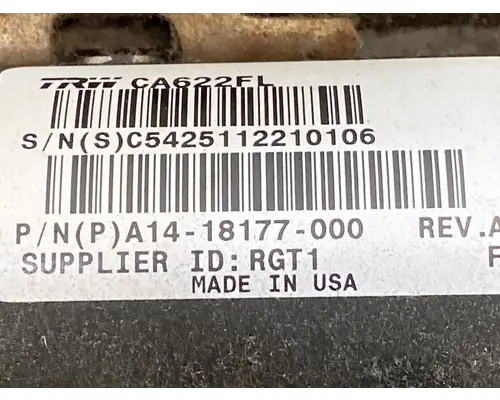 TRW CA622FL
S/N(S)C5425112210106
P/N(P)A14-18177-000 REV.A
SUPPLIER ID:RGT1 F
MADE IN USA